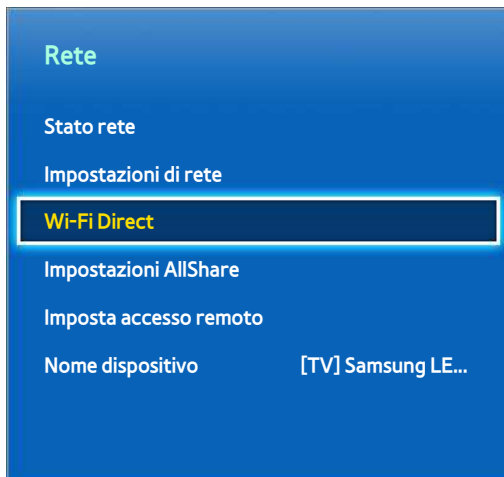 Rete
Stato rete
Impostazioni di rete
Wi-Fi Direct
Impostazioni AllShare
Imposta accesso remoto
Nome dispositivo [TV] Samsung LE...